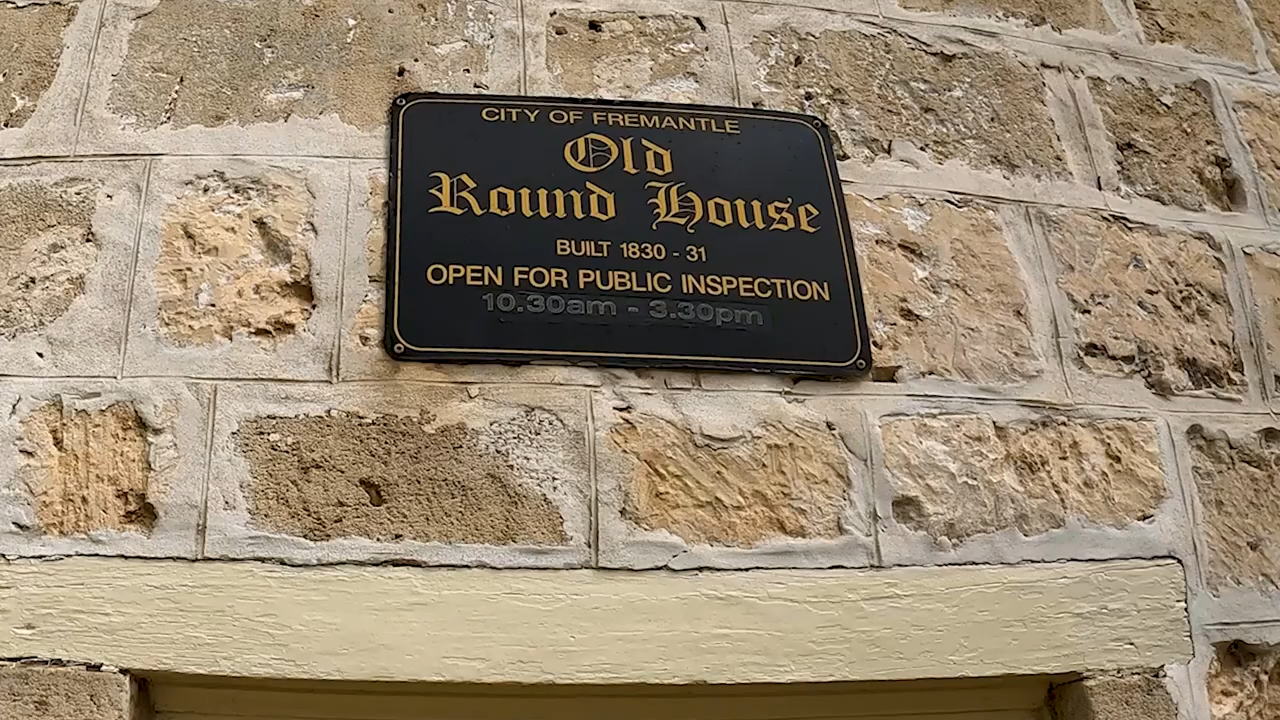 CITY OF FREMANTLE
Old
Round House
BUILT 1830 - 31
OPEN FOR PUBLIC INSPECTION
10.30am - 3.30pm